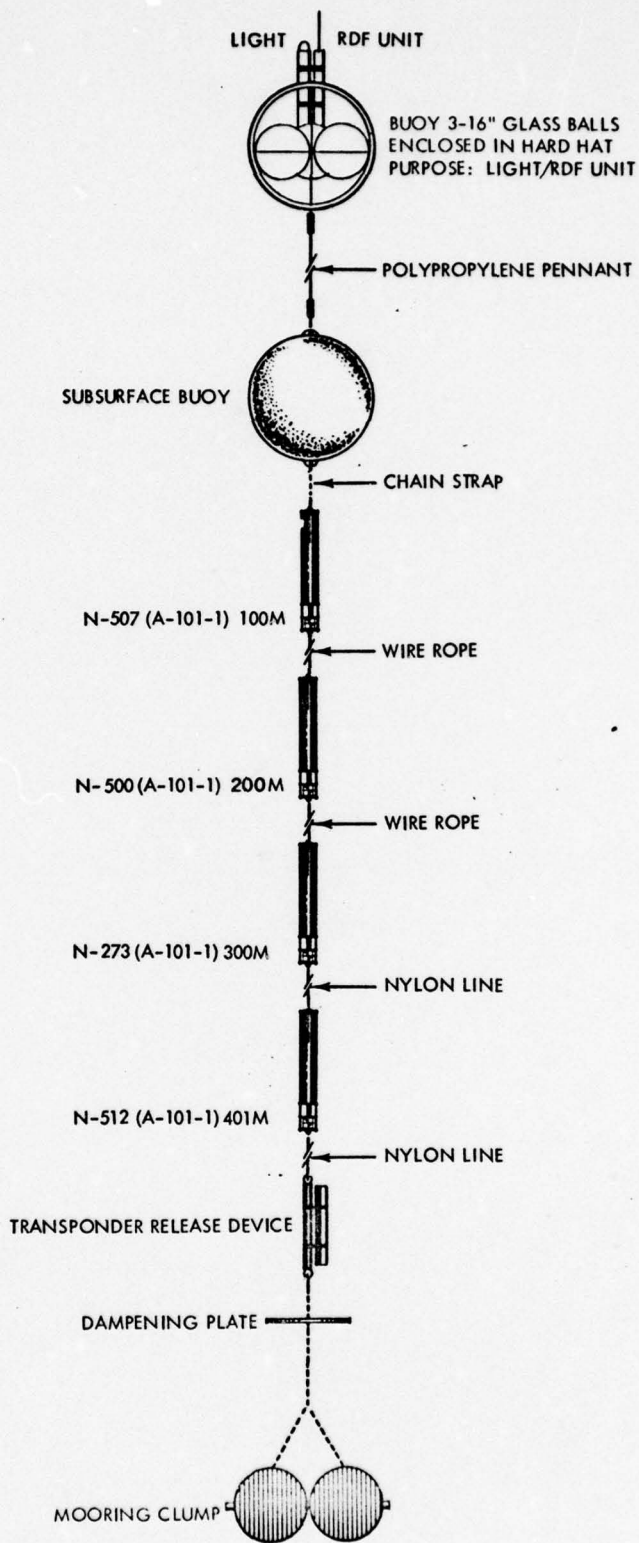 LIGHT RDF UNIT
BUOY 3-16" GLASS BALLS
ENCLOSED IN HARD HAT
PURPOSE: LIGHT/RDF UNIT
POLYPROPYLENE PENNANT
SUBSURFACE BUOY
CHAIN STRAP
N-507 (A-101-1) 100M
WIRE ROPE
N-500 (A-101-1) 200M
WIRE ROPE
N-273 (A-101-1) 300M
NYLON LINE
N-512 (A-101-1) 401M
NYLON LINE
TRANSPONDER RELEASE DEVICE
DAMPENING PLATE
MOORING CLUMP